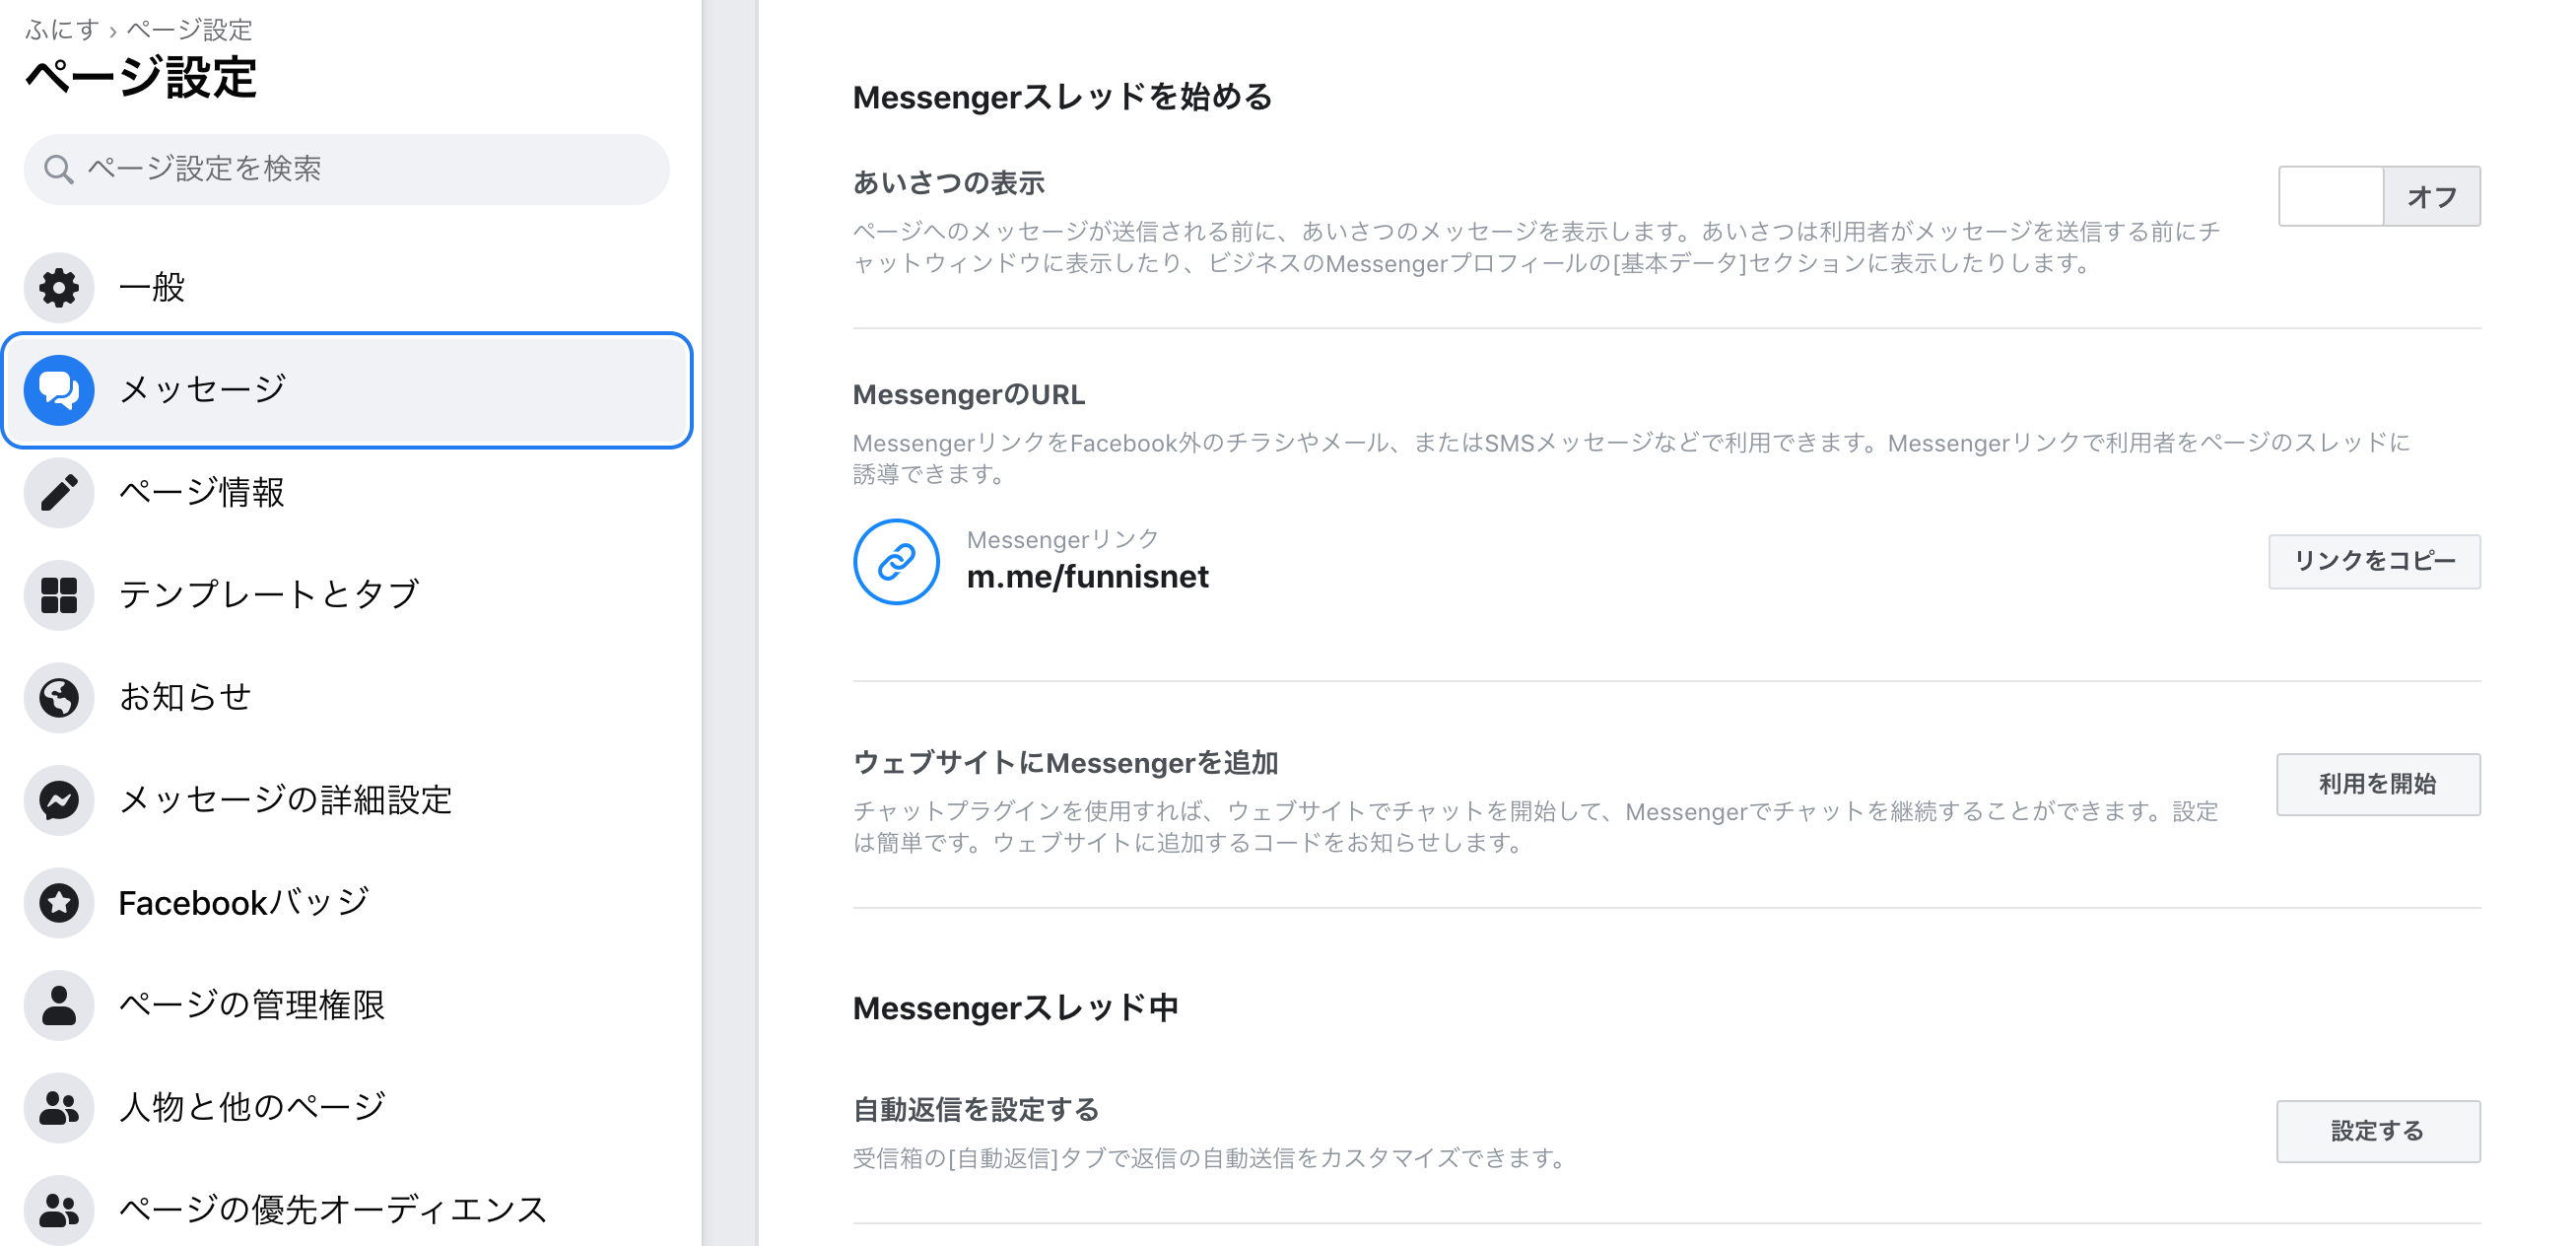 ふにす › ページ設定
ページ設定
ページ設定を検索
一般
メッセージ
ページ情報
テンプレートとタブ
お知らせ
メッセージの詳細設定
Facebookバッジ
ページの管理権限
人物と他のページ
ページの優先オーディエンス
Messengerスレッドを始める
あいさつの表示
オフ
ページへのメッセージが送信される前に、あいさつのメッセージを表示します。あいさつは利用者がメッセージを送信する前にチ
ャットウィンドウに表示したり、ビジネスのMessengerプロフィールの[基本データ]セクションに表示したりします。
MessengerのURL
MessengerリンクをFacebook外のチラシやメール、またはSMSメッセージなどで利用できます。Messengerリンクで利用者をページのスレッドに
誘導できます。
Messengerリンク
m.me/funnisnet
リンクをコピー
ウェブサイトにMessengerを追加
利用を開始
チャットプラグインを使用すれば、ウェブサイトでチャットを開始して、Messengerでチャットを継続することができます。設定
は簡単です。ウェブサイトに追加するコードをお知らせします。
Messengerスレッド中
自動返信を設定する
設定する
受信箱の[自動返信]タブで返信の自動送信をカスタマイズできます。